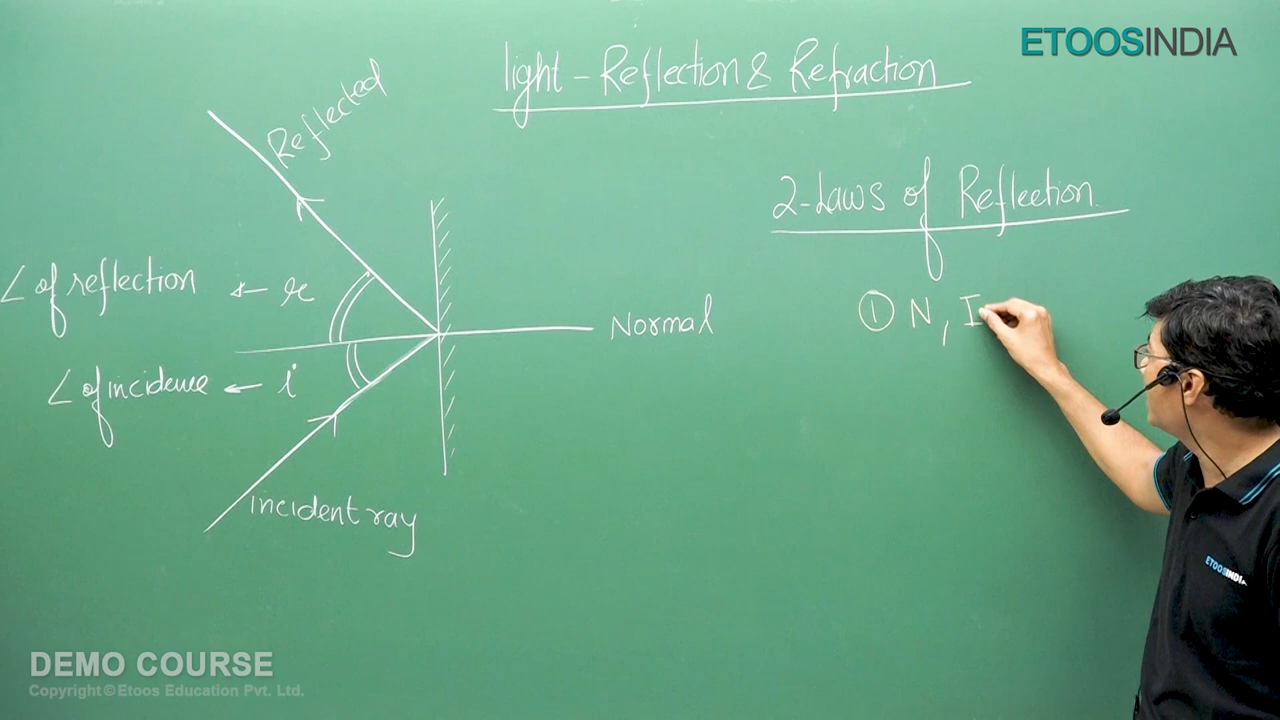 ETOOSINDIA
light - Reflection & Refraction
Reflected
2-Laws of Reflection
∠ of reflection ← r
① N, I
Normal
∠ of incidence ← i
incident ray
ETOOSINDIA
DEMO COURSE
Copyright © Etoos Education Pvt. Ltd.